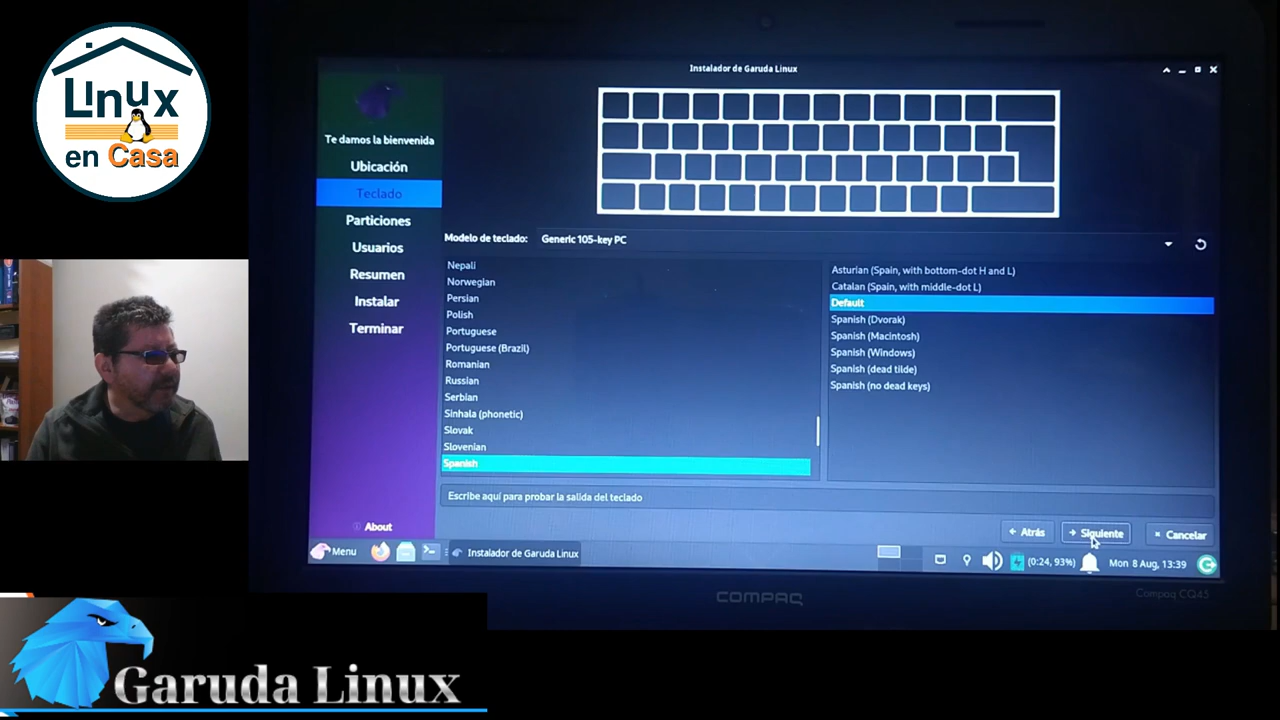 Linux
en Casa
Instalador de Garuda Linux
Te damos la bienvenida
Ubicación
Teclado
Particiones
Usuarios
Resumen
Instalar
Terminar
About
Modelo de teclado: Generic 105-key PC
Nepali
Norwegian
Persian
Polish
Portuguese
Portuguese (Brazil)
Romanian
Russian
Serbian
Sinhala (phonetic)
Slovak
Slovenian
Spanish
Asturian (Spain, with bottom-dot H and L)
Catalan (Spain, with middle-dot L)
Default
Spanish (Dvorak)
Spanish (Macintosh)
Spanish (Windows)
Spanish (dead tilde)
Spanish (no dead keys)
Escribe aquí para probar la salida del teclado
Atrás
Siguiente
Cancelar
Menu
Instalador de Garuda Linux
(0:24, 93%)
Mon 8 Aug, 13:39
COMPAQ
Compaq CQ45
Garuda Linux